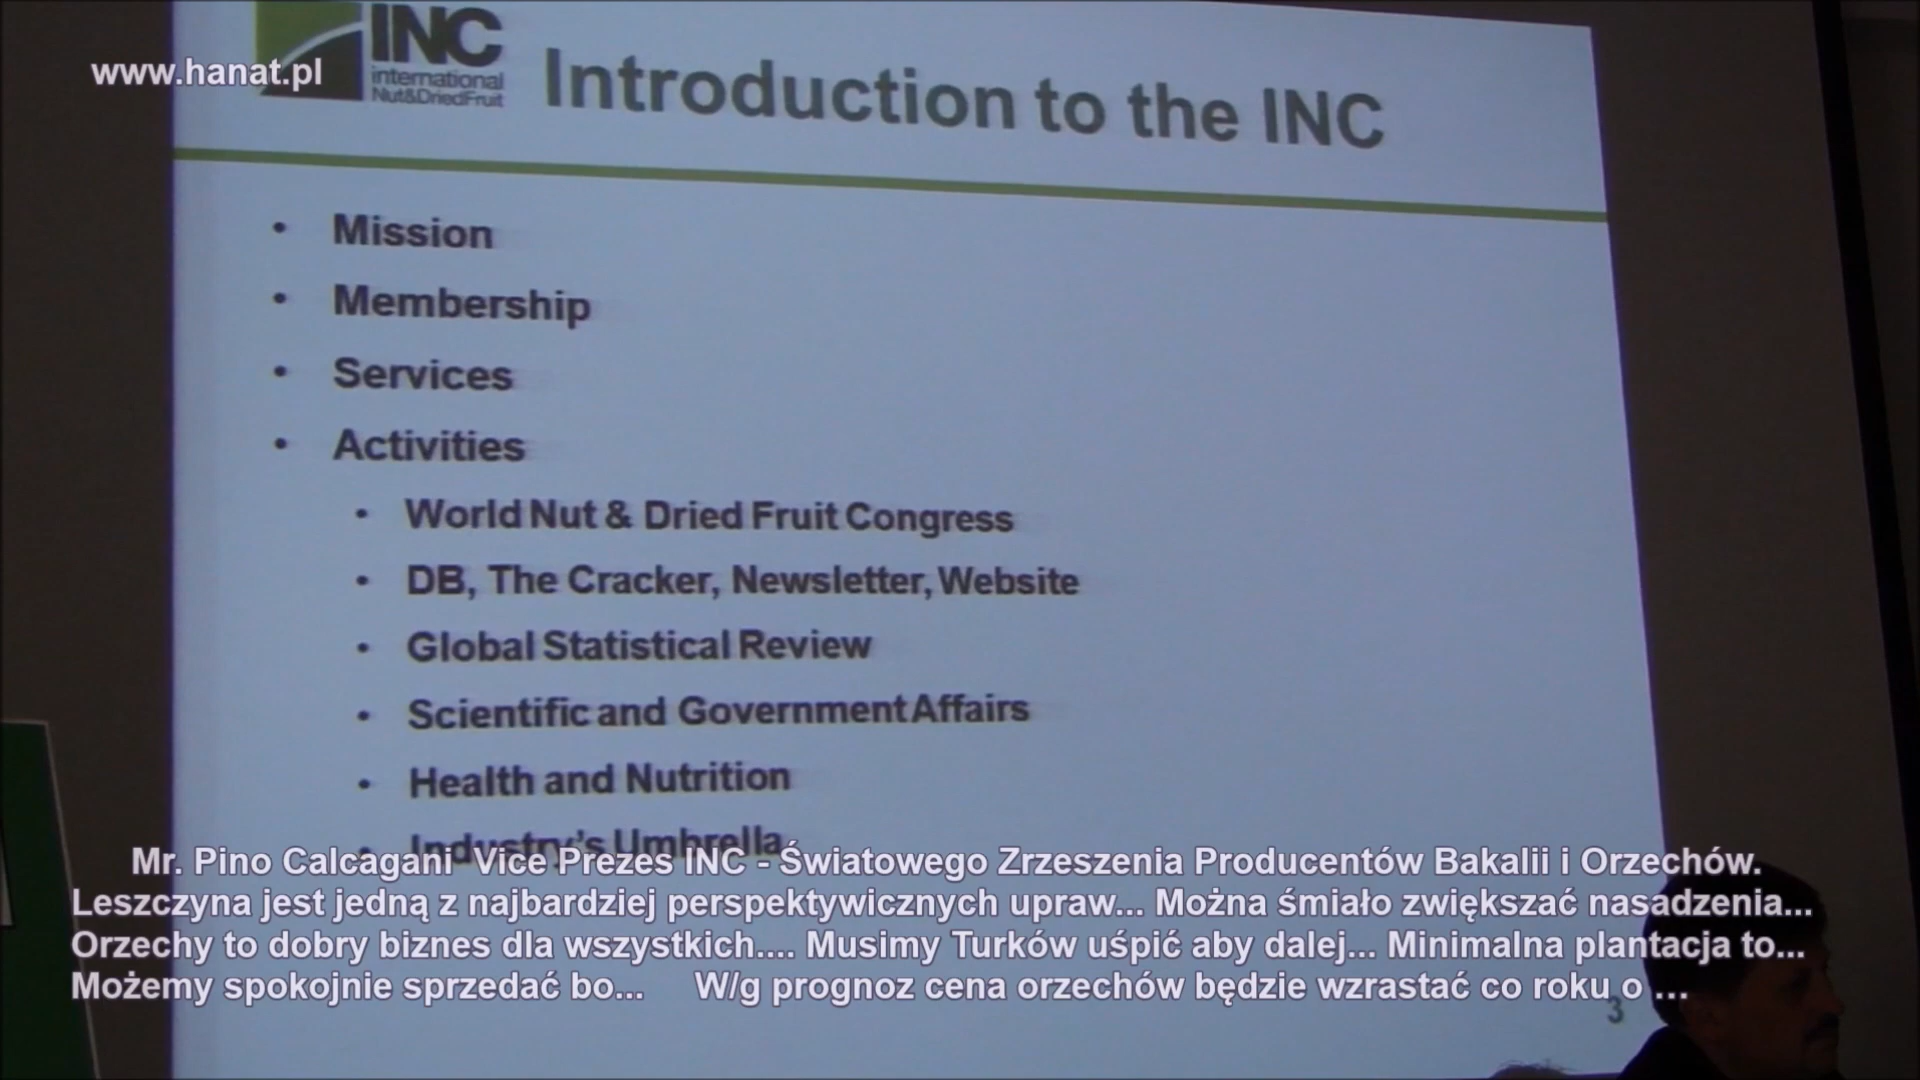 www.hanat.pl
INC
international
Nut&DriedFruit
Introduction to the INC
• Mission
• Membership
• Services
• Activities
• World Nut & Dried Fruit Congress
• DB, The Cracker, Newsletter, Website
• Global Statistical Review
• Scientific and Government Affairs
• Health and Nutrition
• Industry's Umbrella
Mr. Pino Calcagani Vice Prezes INC - Światowego Zrzeszenia Producentów Bakalii i Orzechów.
Leszczyna jest jedną z najbardziej perspektywicznych upraw... Można śmiało zwiększać nasadzenia...
Orzechy to dobry biznes dla wszystkich.... Musimy Turków uśpić aby dalej... Minimalna plantacja to...
Możemy spokojnie sprzedać bo... W/g prognoz cena orzechów będzie wzrastać co roku o ...
3